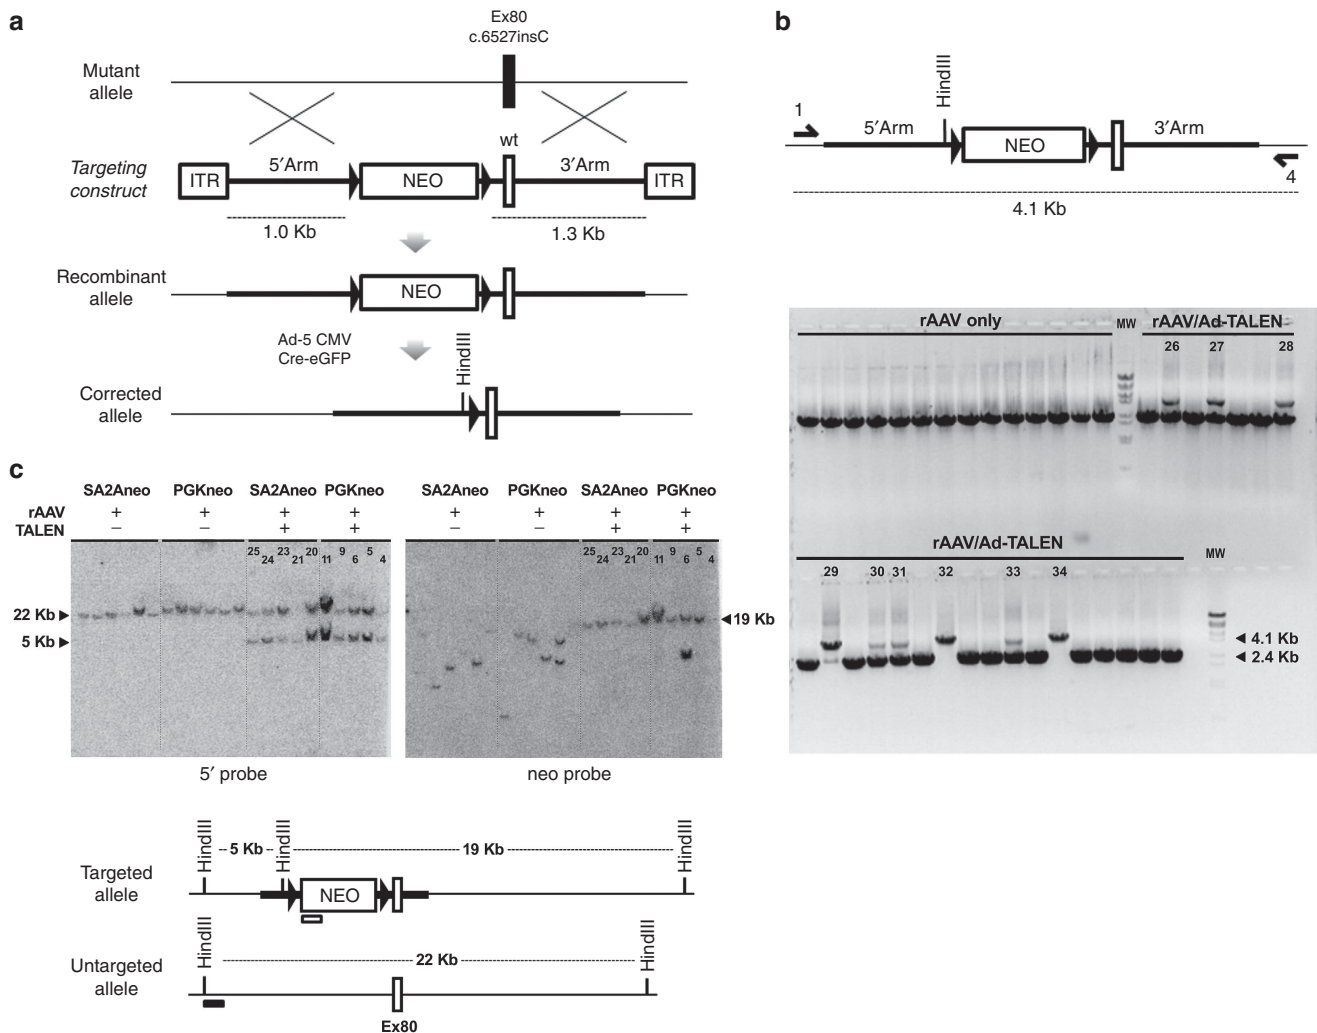 a
Ex80
c.6527insC
Mutant
allele
wt
Targeting
construct
ITR
5′Arm
NEO
3′Arm
ITR
1.0 Kb
1.3 Kb
Recombinant
allele
NEO
Ad-5 CMV
Cre-eGFP
HindIII
Corrected
allele
b
HindIII
1
5′Arm
NEO
3′Arm
4
4.1 Kb
rAAV only
MW
rAAV/Ad-TALEN
26 27 28
rAAV/Ad-TALEN
MW
29 30 31 32 33 34
4.1 Kb
2.4 Kb
c
SA2Aneo PGKneo SA2Aneo PGKneo
rAAV + + + +
TALEN − − + +
25 24 23 21 20 11 9 6 5 4
22 Kb
5 Kb
5′ probe
SA2Aneo PGKneo SA2Aneo PGKneo
+ + + +
− − + +
25 24 23 21 20 11 9 6 5 4
19 Kb
neo probe
HindIII
5 Kb
HindIII
19 Kb
HindIII
Targeted
allele
NEO
HindIII
22 Kb
HindIII
Untargeted
allele
Ex80